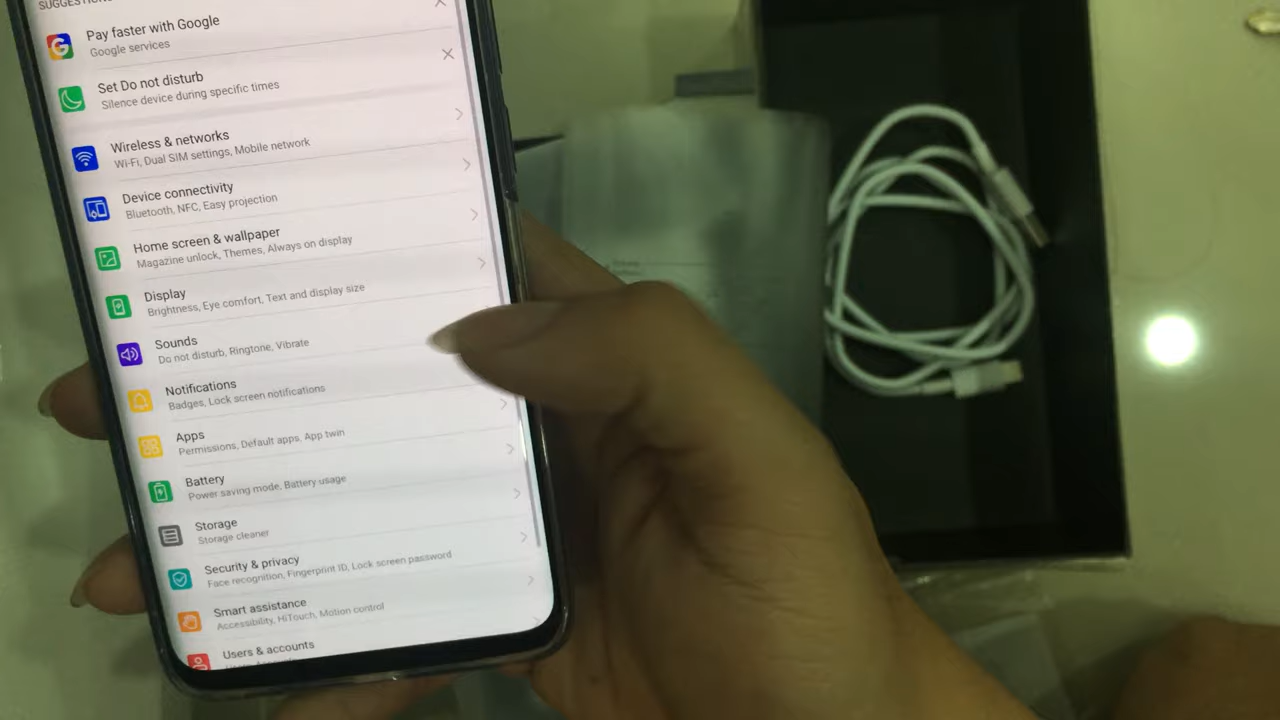 Pay faster with Google
Google services
Set Do not disturb
Silence device during specific times
Wireless & networks
Wi-Fi, Dual SIM settings, Mobile network
Device connectivity
Bluetooth, NFC, Easy projection
Home screen & wallpaper
Magazine unlock, Themes, Always on display
Display
Brightness, Eye comfort, Text and display size
Sounds
Do not disturb, Ringtone, Vibrate
Notifications
Badges, Lock screen notifications
Apps
Permissions, Default apps, App twin
Battery
Power saving mode, Battery usage
Storage
Storage cleaner
Security & privacy
Face recognition, Fingerprint ID, Lock screen password
Smart assistance
Accessibility, HiTouch, Motion control
Users & accounts